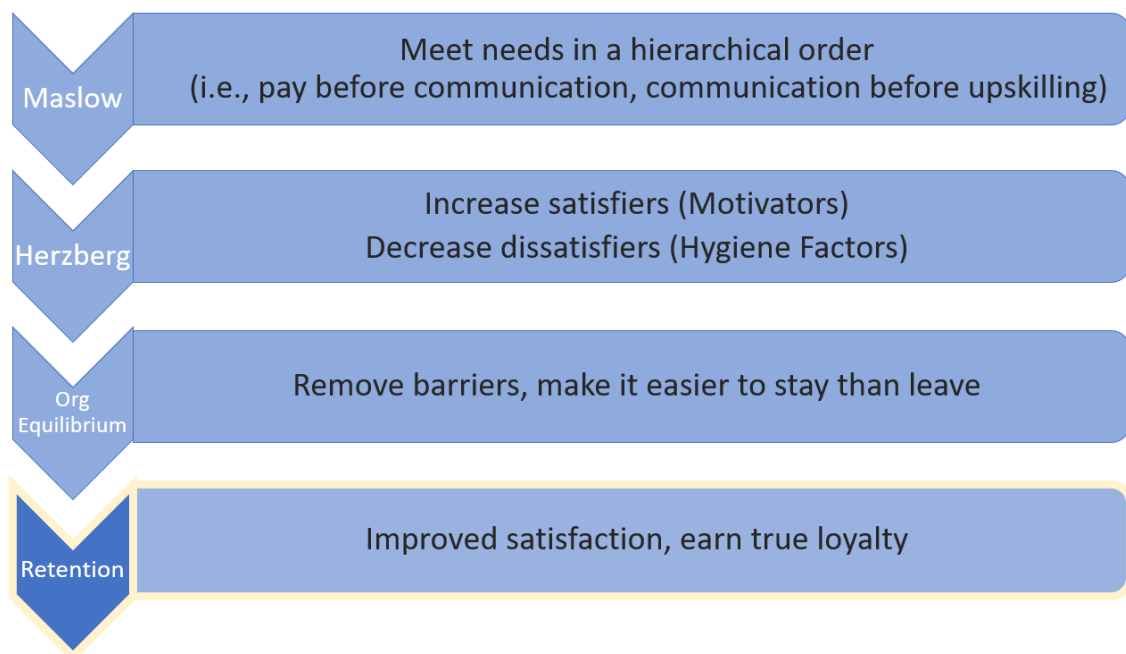 Maslow
Meet needs in a hierarchical order
(i.e., pay before communication, communication before upskilling)
Herzberg
Increase satisfiers (Motivators)
Decrease dissatisfiers (Hygiene Factors)
Org
Equilibrium
Remove barriers, make it easier to stay than leave
Retention
Improved satisfaction, earn true loyalty